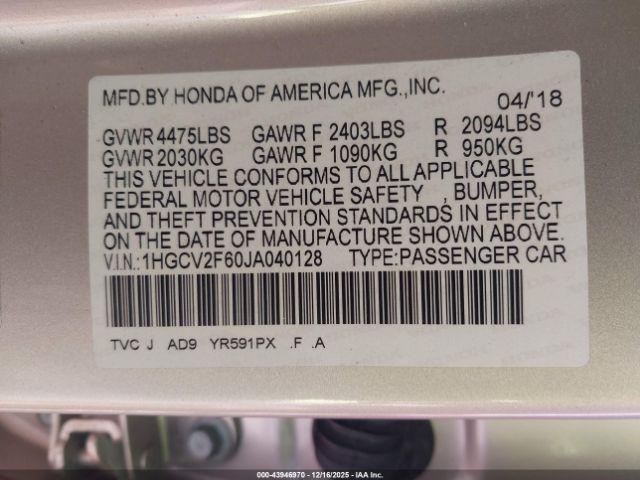 MFD.BY HONDA OF AMERICA MFG.,INC.
04/'18
GVWR 4475LBS GAWR F 2403LBS R 2094LBS
GVWR 2030KG GAWR F 1090KG R 950KG
THIS VEHICLE CONFORMS TO ALL APPLICABLE
FEDERAL MOTOR VEHICLE SAFETY , BUMPER,
AND THEFT PREVENTION STANDARDS IN EFFECT
ON THE DATE OF MANUFACTURE SHOWN ABOVE.
V.I.N.:1HGCV2F60JA040128 TYPE:PASSENGER CAR
TVC J AD9 YR591PX .F .A
000-43946970 - 12/16/2025 - IAA Inc.